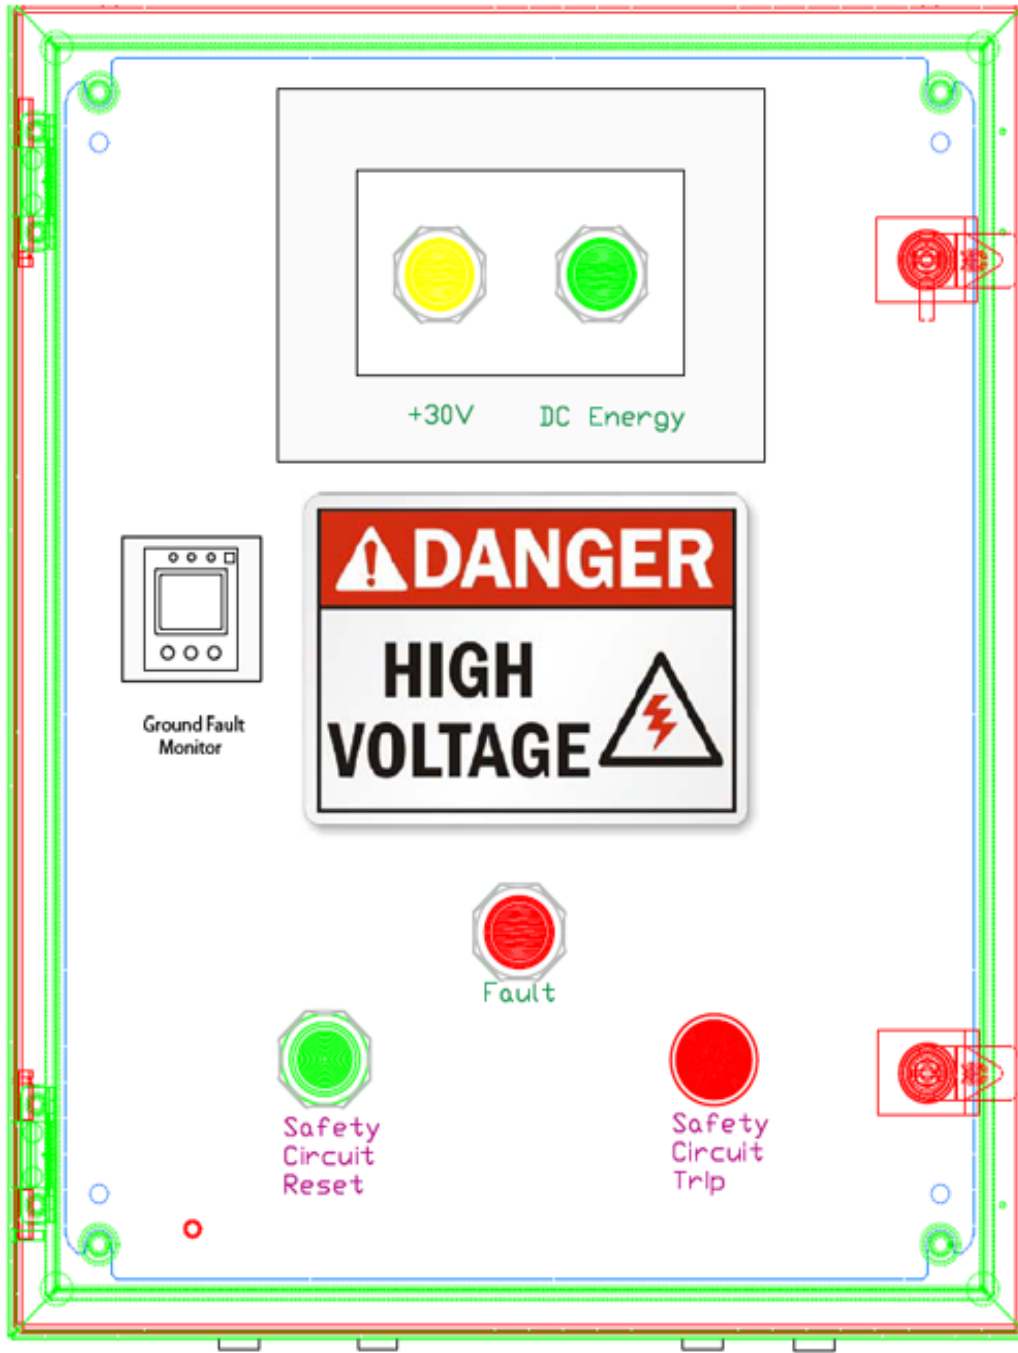 +30V DC Energy
DANGER
HIGH
VOLTAGE
Ground Fault
Monitor
Fault
Safety
Circuit
Reset
Safety
Circuit
Trip